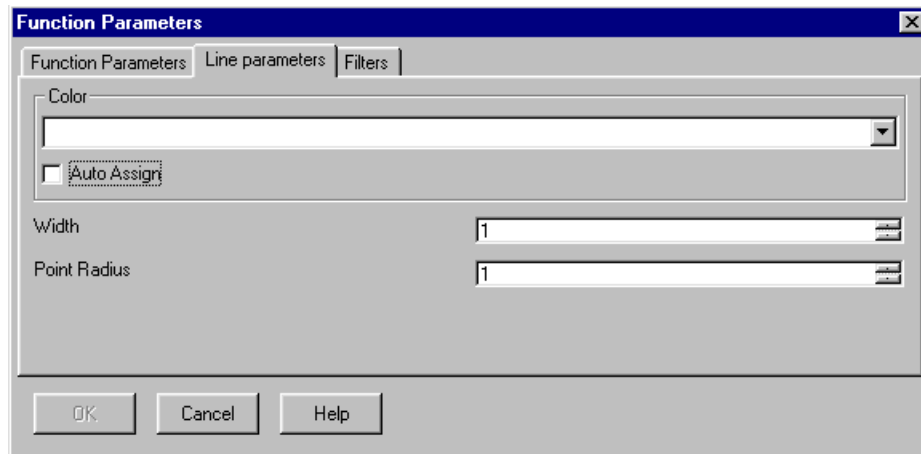 Function Parameters
Function Parameters Line parameters Filters
Color
Auto Assign
Width 1
Point Radius 1
OK Cancel Help